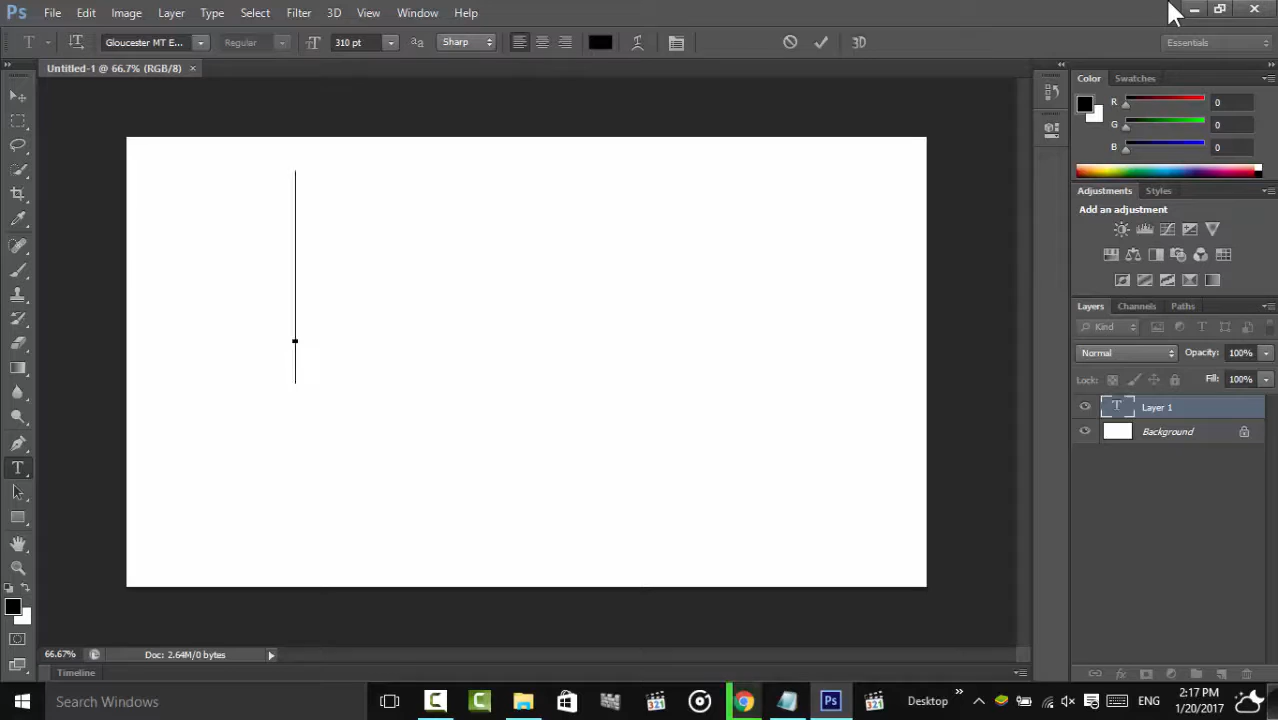 Ps File Edit Image Layer Type Select Filter 3D View Window Help
T Gloucester MT E... Regular 310 pt Sharp 3D Essentials
Untitled-1 @ 66.7% (RGB/8) ×
Color Swatches
R 0
G 0
B 0
Adjustments Styles
Add an adjustment
Layers Channels Paths
Kind
Normal Opacity: 100%
Lock: Fill: 100%
T Layer 1
Background
66.67% Doc: 2.64M/0 bytes
Timeline
Search Windows Desktop ENG 2:17 PM
1/20/2017